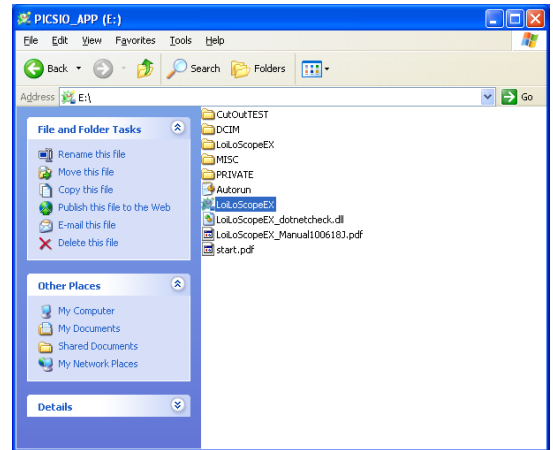 PICSIO_APP (E:)
File Edit View Favorites Tools Help
Back Search Folders
Address E:\ Go
File and Folder Tasks
Rename this file
Move this file
Copy this file
Publish this file to the Web
E-mail this file
Delete this file
Other Places
My Computer
My Documents
Shared Documents
My Network Places
Details
CutOutTEST
DCIM
LoiLoScopeEX
MISC
PRIVATE
Autorun
LoiLoScopeEX
LoiLoScopeEX_dotnetcheck.dll
LoiLoScopeEX_Manual100618J.pdf
start.pdf